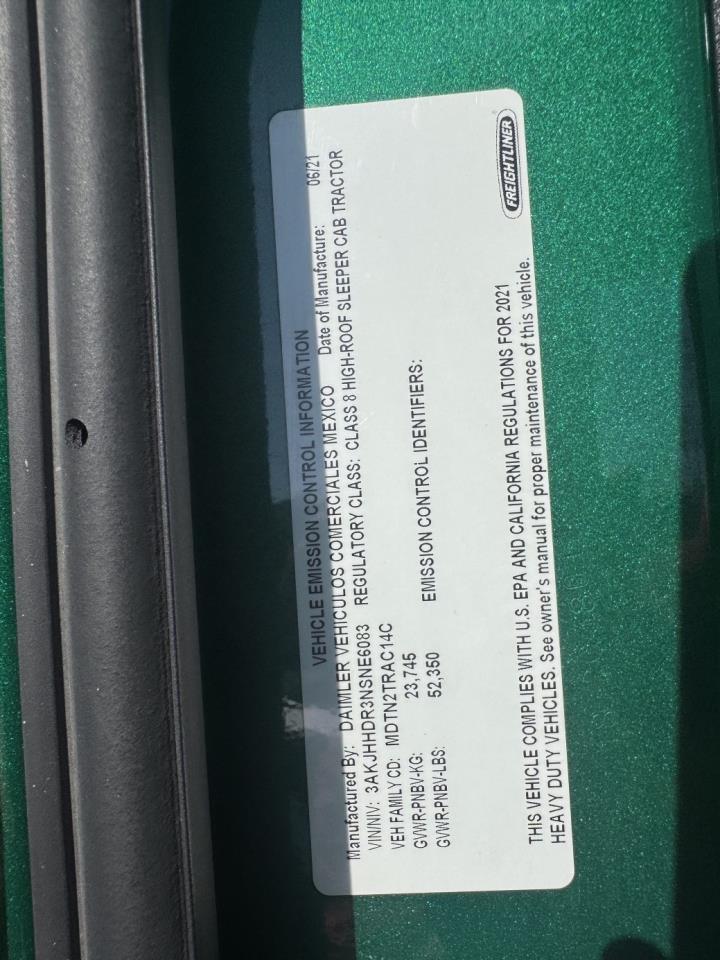 VEHICLE EMISSION CONTROL INFORMATION
Manufactured By: DAIMLER VEHICULOS COMERCIALES MEXICO Date of Manufacture: 06/21
VIN/NIV: 3AKJHHDR3NSNE6083 REGULATORY CLASS: CLASS 8 HIGH-ROOF SLEEPER CAB TRACTOR
VEH FAMILY CD: MDTN2TRAC14C
GVWR-PNBV-KG: 23,745
GVWR-PNBV-LBS: 52,350 EMISSION CONTROL IDENTIFIERS:
THIS VEHICLE COMPLIES WITH U.S. EPA AND CALIFORNIA REGULATIONS FOR 2021
HEAVY DUTY VEHICLES. See owner's manual for proper maintenance of this vehicle.
FREIGHTLINER